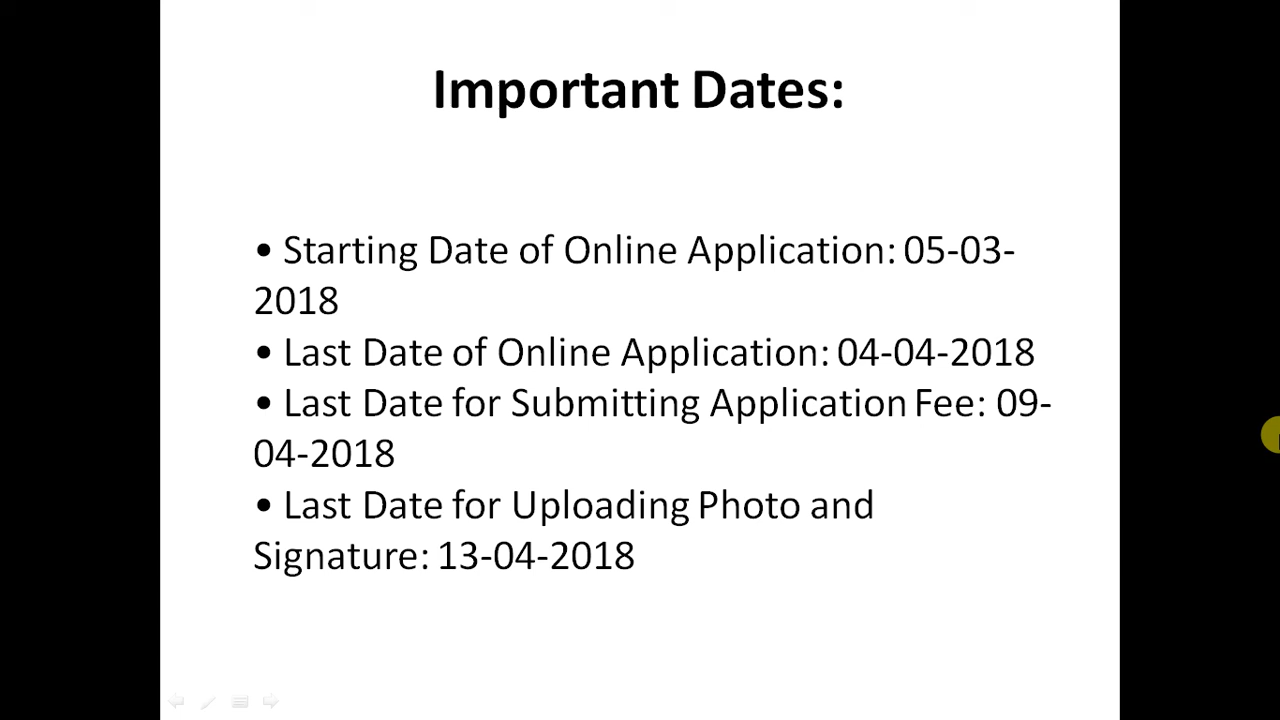 Important Dates:
• Starting Date of Online Application: 05-03-
2018
• Last Date of Online Application: 04-04-2018
• Last Date for Submitting Application Fee: 09-
04-2018
• Last Date for Uploading Photo and
Signature: 13-04-2018